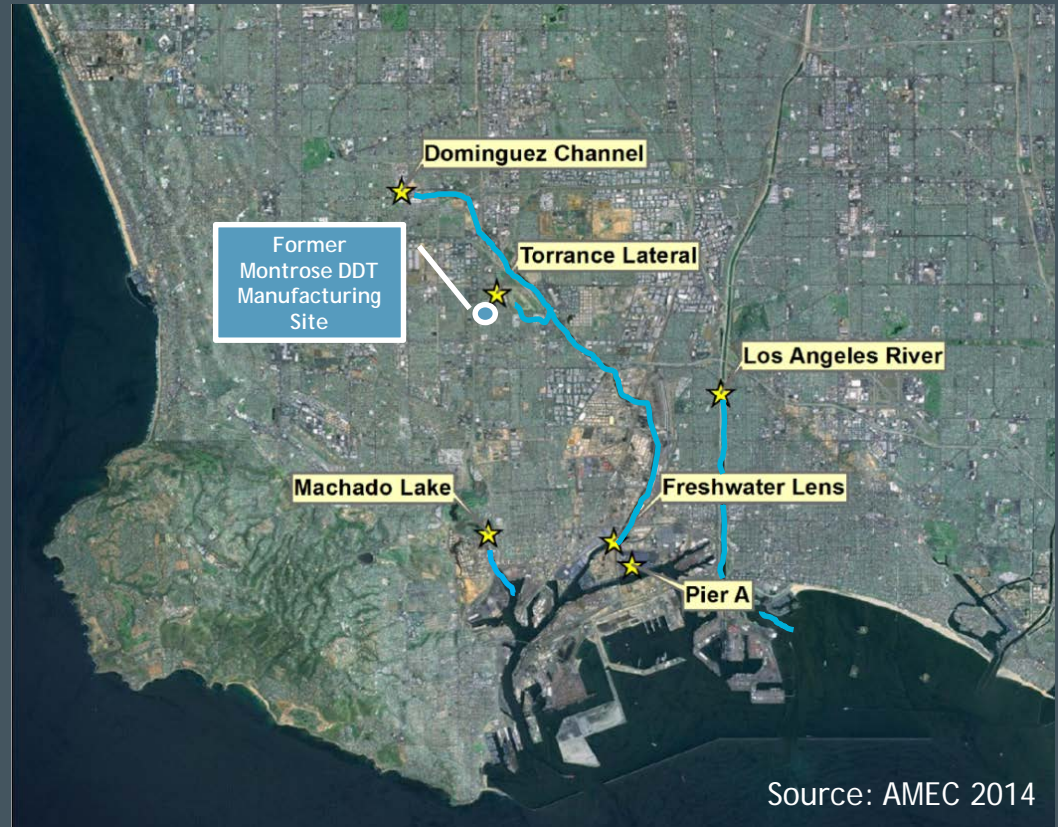 Dominguez Channel
Former
Montrose DDT
Manufacturing
Site
Torrance Lateral
Los Angeles River
Machado Lake
Freshwater Lens
Pier A
Source: AMEC 2014